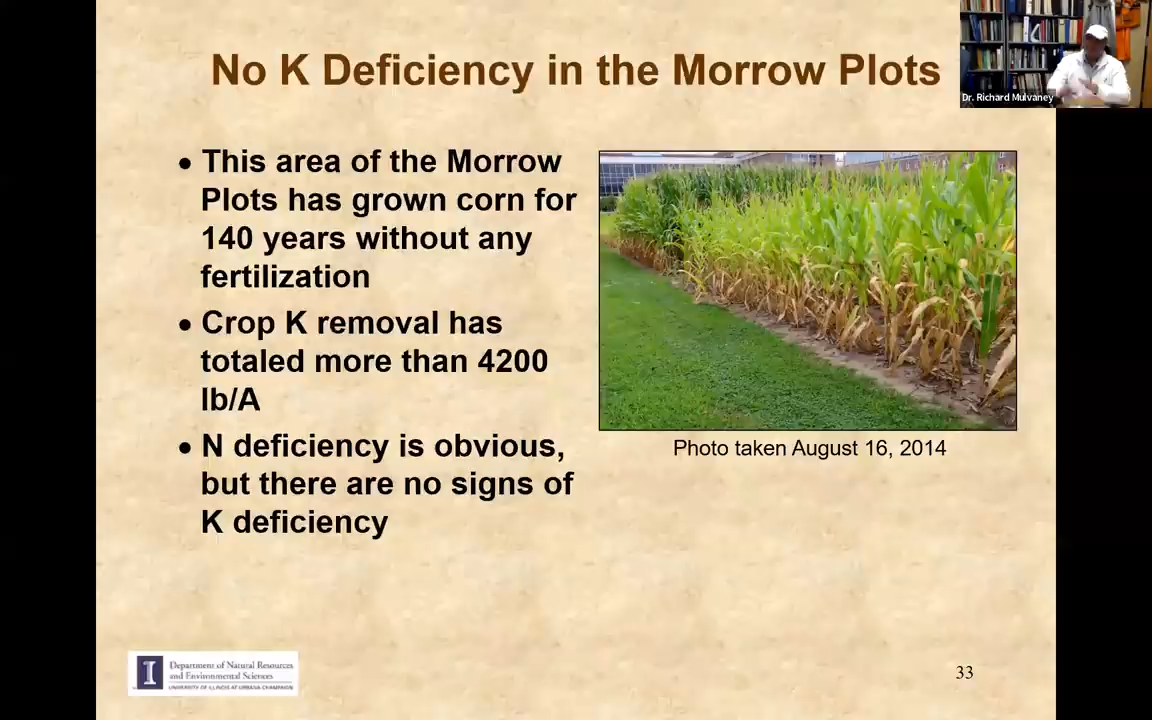 No K Deficiency in the Morrow Plots
Dr. Richard Mulvaney
• This area of the Morrow
Plots has grown corn for
140 years without any
fertilization
• Crop K removal has
totaled more than 4200
lb/A
• N deficiency is obvious,
but there are no signs of
K deficiency
Photo taken August 16, 2014
I
Department of Natural Resources
and Environmental Sciences
UNIVERSITY OF ILLINOIS AT URBANA-CHAMPAIGN
33